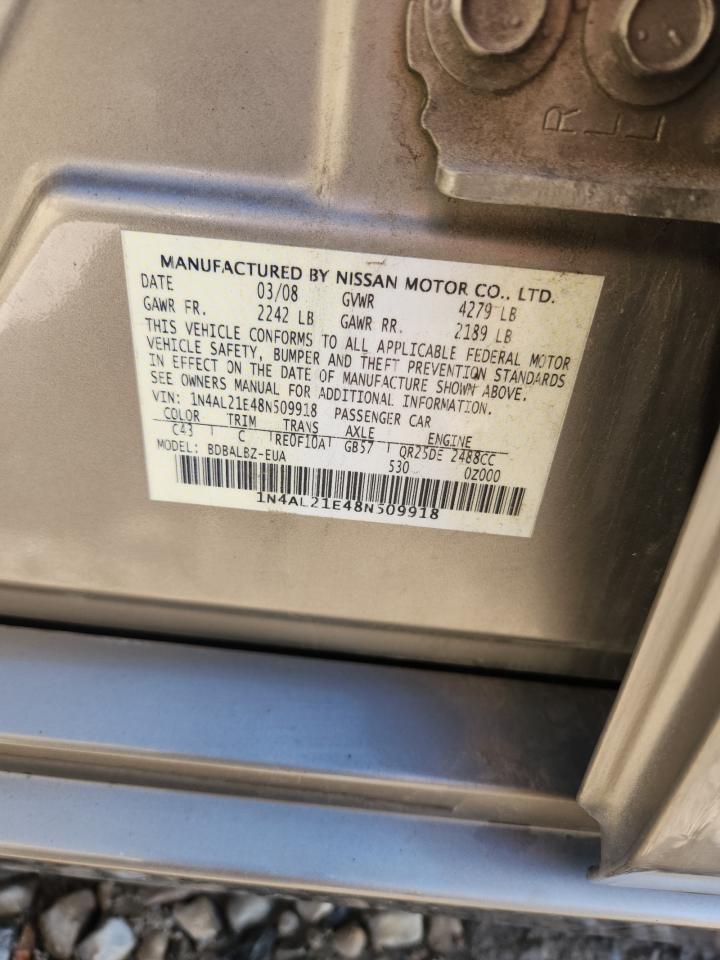 R L
L L
MANUFACTURED BY NISSAN MOTOR CO., LTD.
DATE 03/08 GVWR 4279 LB
GAWR FR. 2242 LB GAWR RR. 2189 LB
THIS VEHICLE CONFORMS TO ALL APPLICABLE FEDERAL MOTOR
VEHICLE SAFETY, BUMPER AND THEFT PREVENTION STANDARDS
IN EFFECT ON THE DATE OF MANUFACTURE SHOWN ABOVE.
SEE OWNERS MANUAL FOR ADDITIONAL INFORMATION.
VIN: 1N4AL21E48N509918 PASSENGER CAR
COLOR TRIM TRANS AXLE ENGINE
C43 C RE0F10A GB57 QR25DE 2488CC
MODEL: BDBALBZ-EUA 530 0Z000
1N4AL21E48N509918